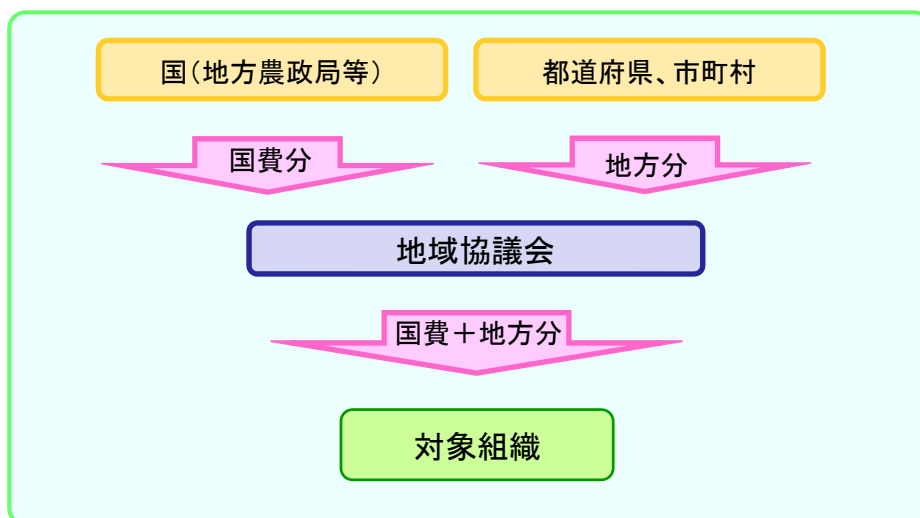 国(地方農政局等)
都道府県、市町村
国費分
地方分
地域協議会
国費＋地方分
対象組織